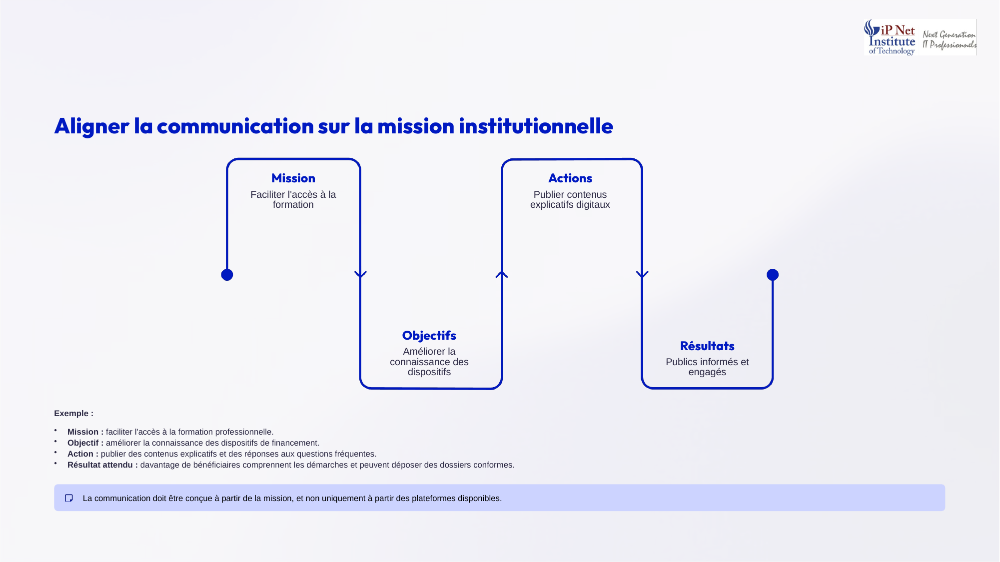 iP Net
Institute
of Technology
Next Generation
IT Professionnels
Aligner la communication sur la mission institutionnelle
Mission
Faciliter l'accès à la
formation
Actions
Publier contenus
explicatifs digitaux
Objectifs
Améliorer la
connaissance des
dispositifs
Résultats
Publics informés et
engagés
Exemple :
• Mission : faciliter l'accès à la formation professionnelle.
• Objectif : améliorer la connaissance des dispositifs de financement.
• Action : publier des contenus explicatifs et des réponses aux questions fréquentes.
• Résultat attendu : davantage de bénéficiaires comprennent les démarches et peuvent déposer des dossiers conformes.
La communication doit être conçue à partir de la mission, et non uniquement à partir des plateformes disponibles.